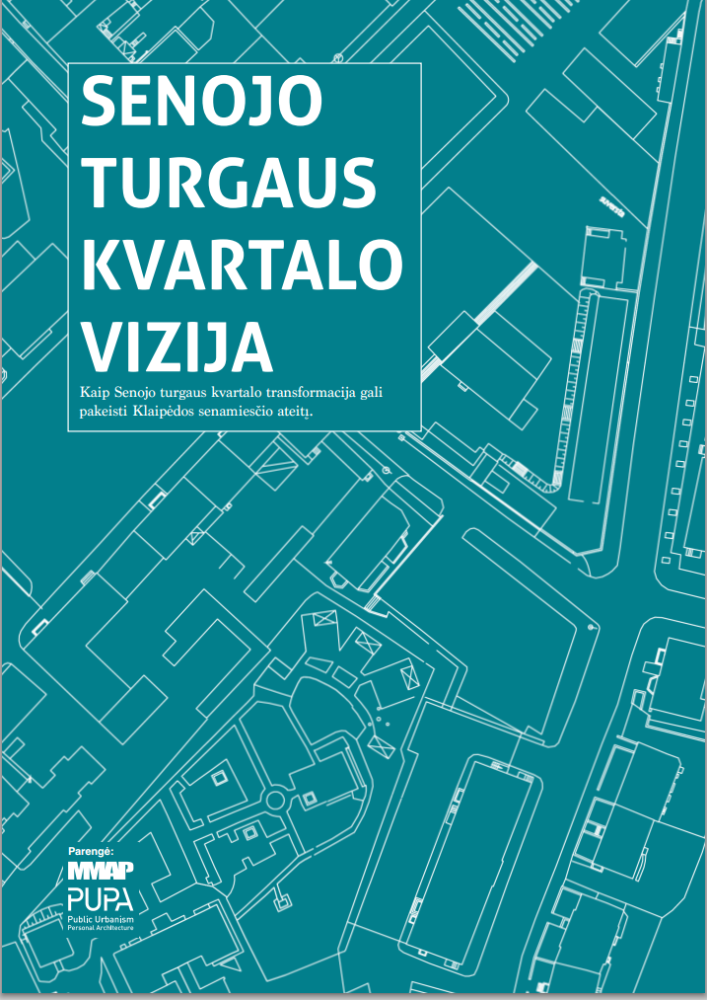 SENOJO
TURGAUS
KVARTALO
VIZIJA
Kaip Senojo turgaus kvartalo transformacija gali
pakeisti Klaipėdos senamiesčio ateitį.
Parengė:
MMAP
PUPA
Public Urbanism
Personal Architecture